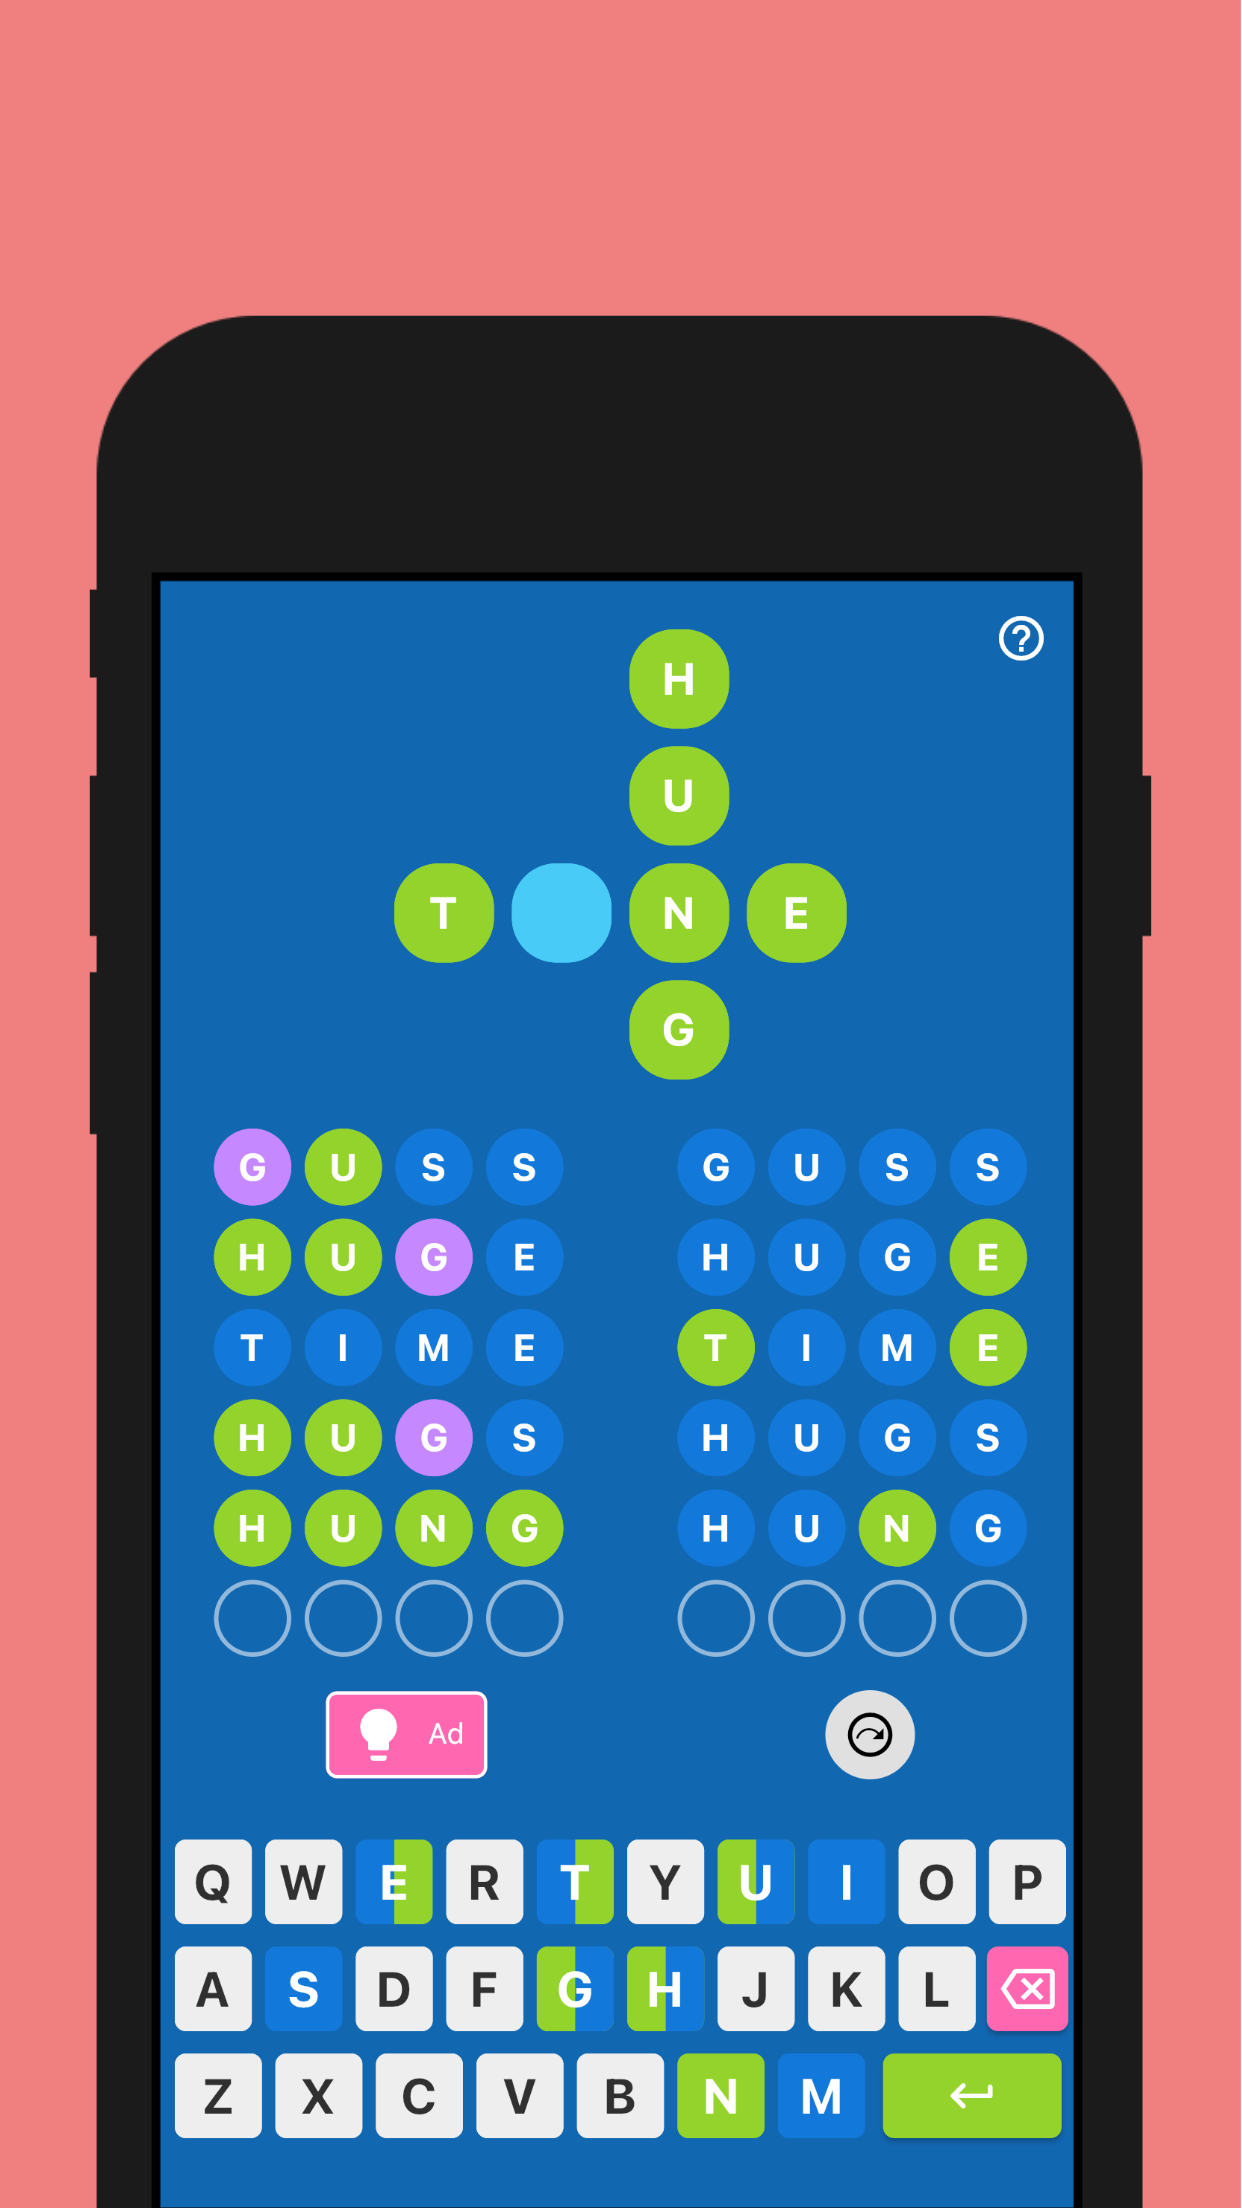 ?
H
U
T N E
G
G U S S G U S S
H U G E H U G E
T I M E T I M E
H U G S H U G S
H U N G H U N G
Ad
Q W E R T Y U I O P
A S D F G H J K L
Z X C V B N M